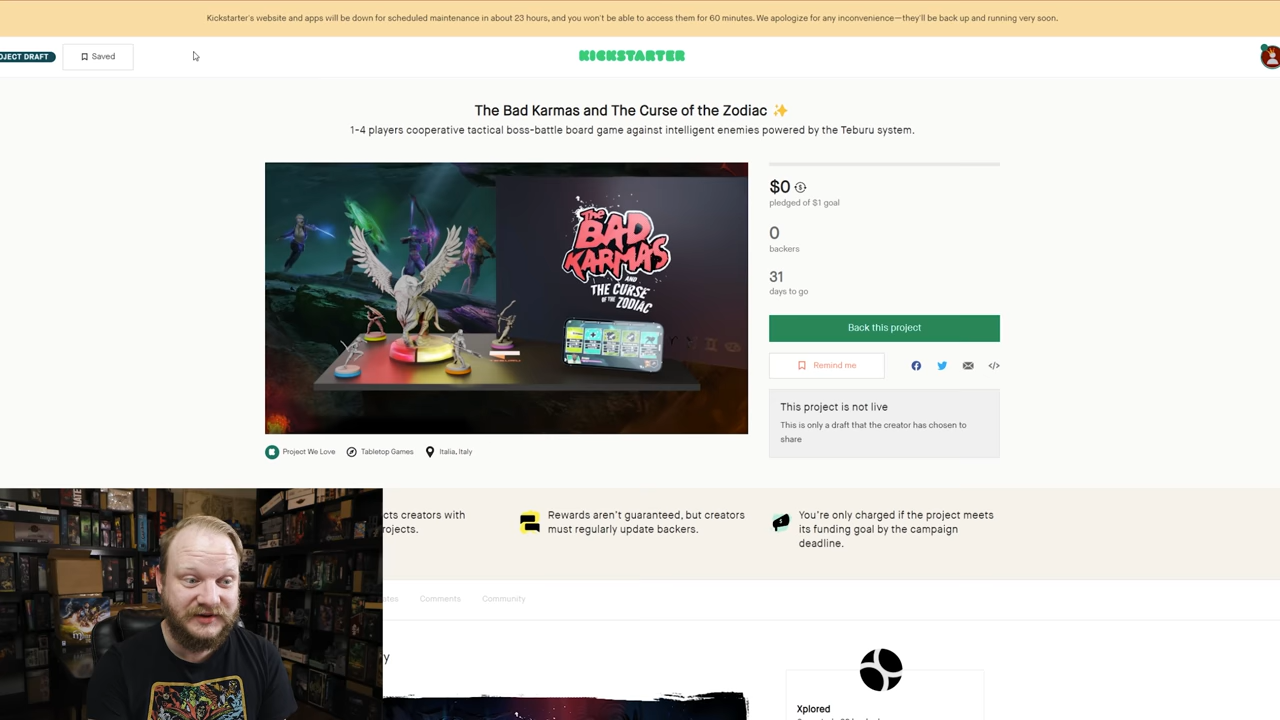 Kickstarter's website and apps will be down for scheduled maintenance in about 23 hours, and you won't be able to access them for 60 minutes. We apologize for any inconvenience—they'll be back up and running very soon.
OJECT DRAFT
Saved
KICKSTARTER
The Bad Karmas and The Curse of the Zodiac ✨
1-4 players cooperative tactical boss-battle board game against intelligent enemies powered by the Teburu system.
The
BAD
KARMAS
AND
THE CURSE
OF THE ZODIAC
$0
pledged of $1 goal
0
backers
31
days to go
Back this project
Remind me
This project is not live
This is only a draft that the creator has chosen to
share
Project We Love
Tabletop Games
Italia, Italy
cts creators with
rojects.
Rewards aren't guaranteed, but creators
must regularly update backers.
You're only charged if the project meets
its funding goal by the campaign
deadline.
ates
Comments
Community
y
Xplored